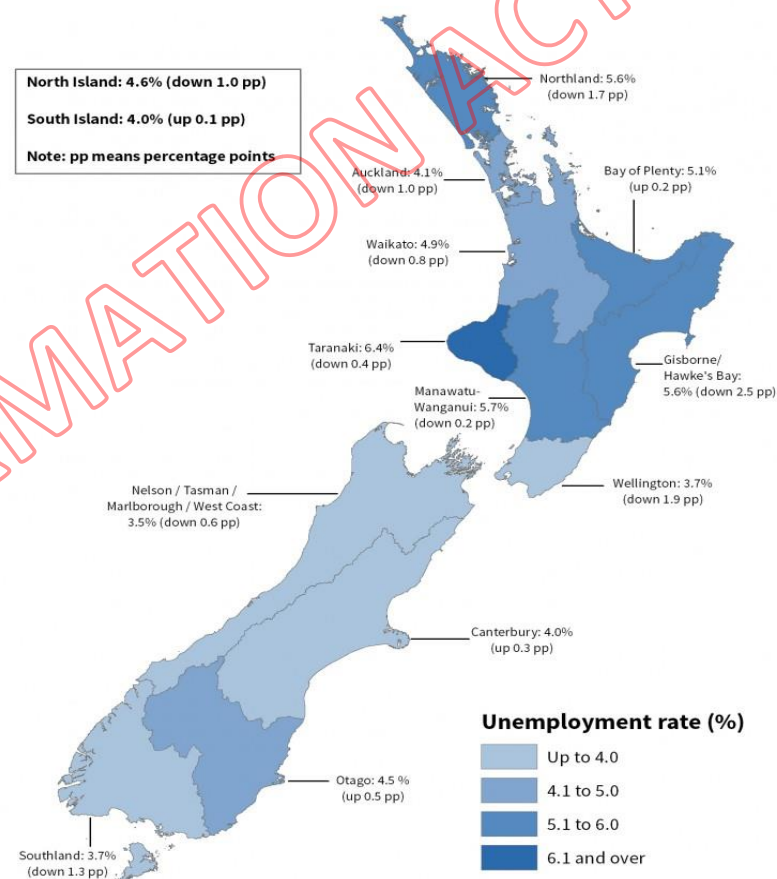 North Island: 4.6% (down 1.0 pp)
South Island: 4.0% (up 0.1 pp)
Note: pp means percentage points
MATION ACT
Northland: 5.6%
(down 1.7 pp)
Auckland: 4.1%
(down 1.0 pp)
Bay of Plenty: 5.1%
(up 0.2 pp)
Waikato: 4.9%
(down 0.8 pp)
Taranaki: 6.4%
(down 0.4 pp)
Gisborne/
Hawke's Bay:
5.6% (down 2.5 pp)
Manawatu-
Wanganui: 5.7%
(down 0.2 pp)
Wellington: 3.7%
(down 1.9 pp)
Nelson / Tasman /
Marlborough / West Coast:
3.5% (down 0.6 pp)
Canterbury: 4.0%
(up 0.3 pp)
Otago: 4.5 %
(up 0.5 pp)
Southland: 3.7%
(down 1.3 pp)
Unemployment rate (%)
Up to 4.0
4.1 to 5.0
5.1 to 6.0
6.1 and over